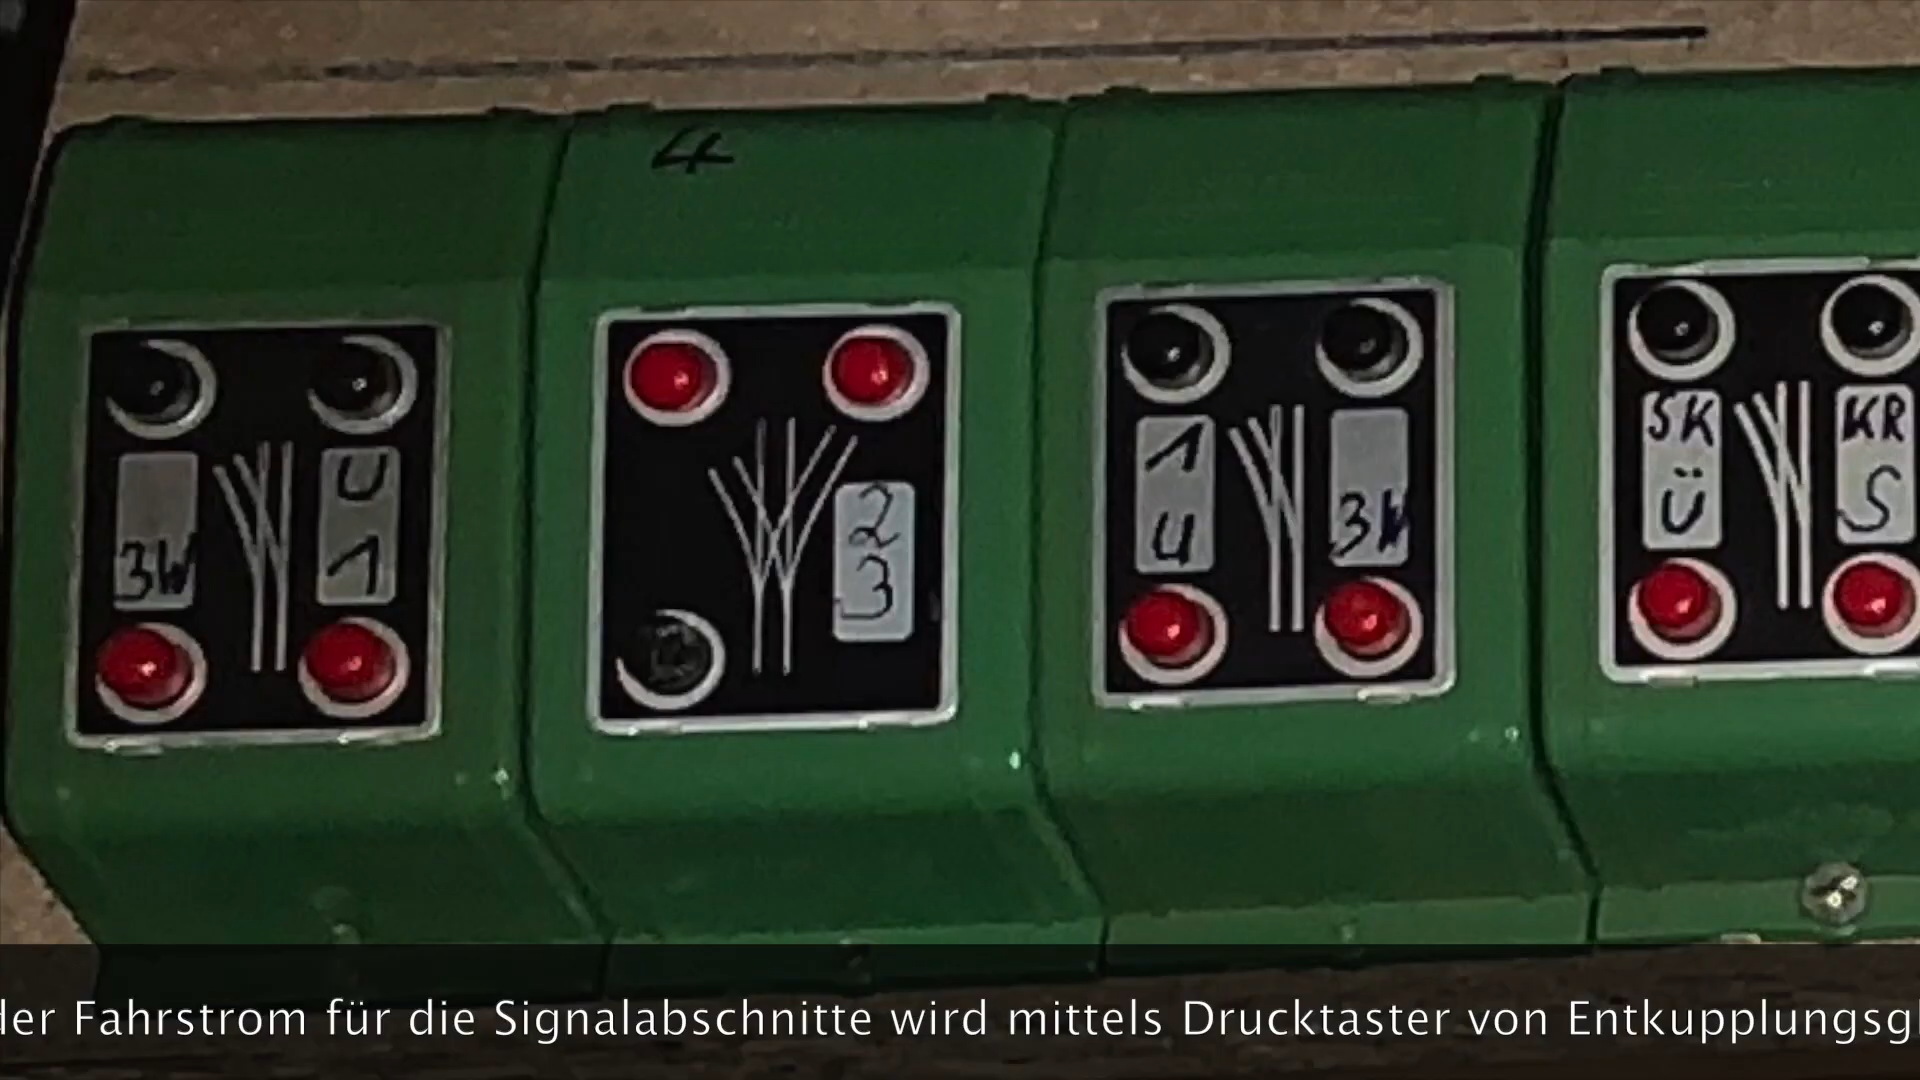 4
3W
U
1
2
3
1
U
3W
SK
Ü
KR
S
der Fahrstrom für die Signalabschnitte wird mittels Drucktaster von Entkupplungsgl